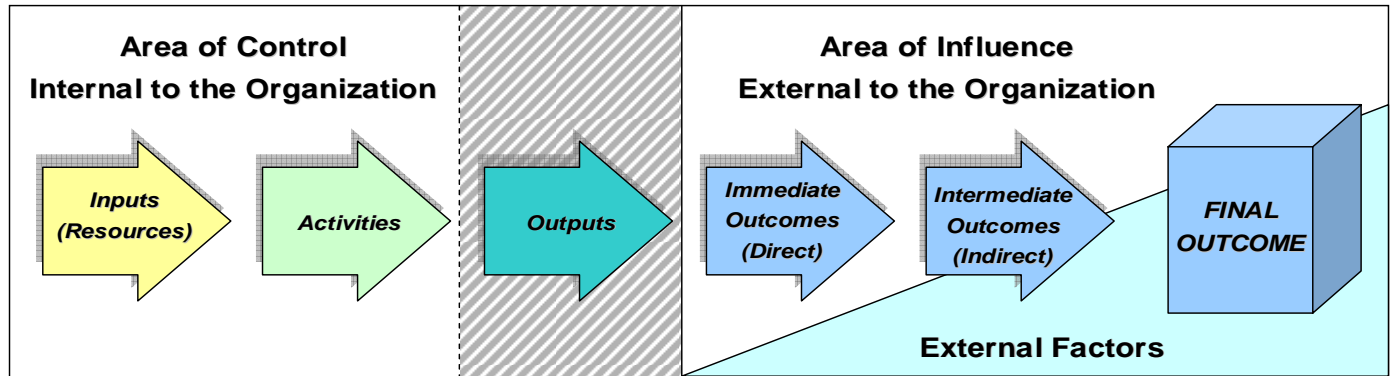 Area of Control
Internal to the Organization
Area of Influence
External to the Organization
Inputs
(Resources)
Activities
Outputs
Immediate
Outcomes
(Direct)
Intermediate
Outcomes
(Indirect)
FINAL
OUTCOME
External Factors